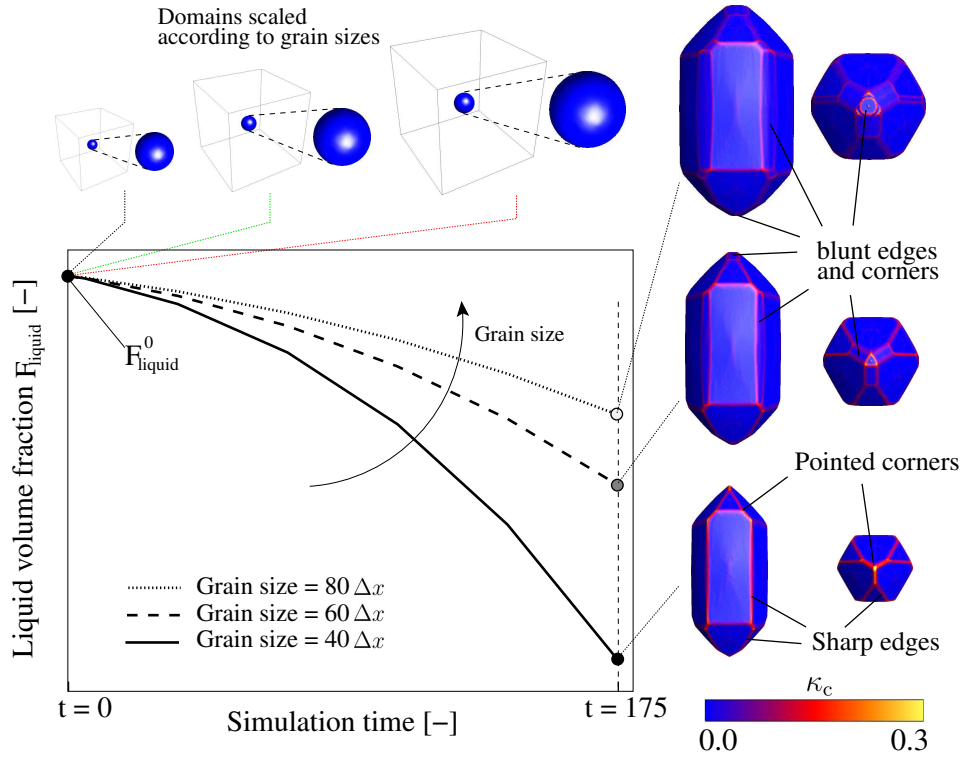 Domains scaled
according to grain sizes
blunt edges
and corners
Liquid volume fraction F_liquid [−]
F^0_liquid
Grain size
Pointed corners
Grain size = 80 Δx
Grain size = 60 Δx
Grain size = 40 Δx
Sharp edges
κ_c
t = 0
Simulation time [−]
t = 175
0.0
0.3